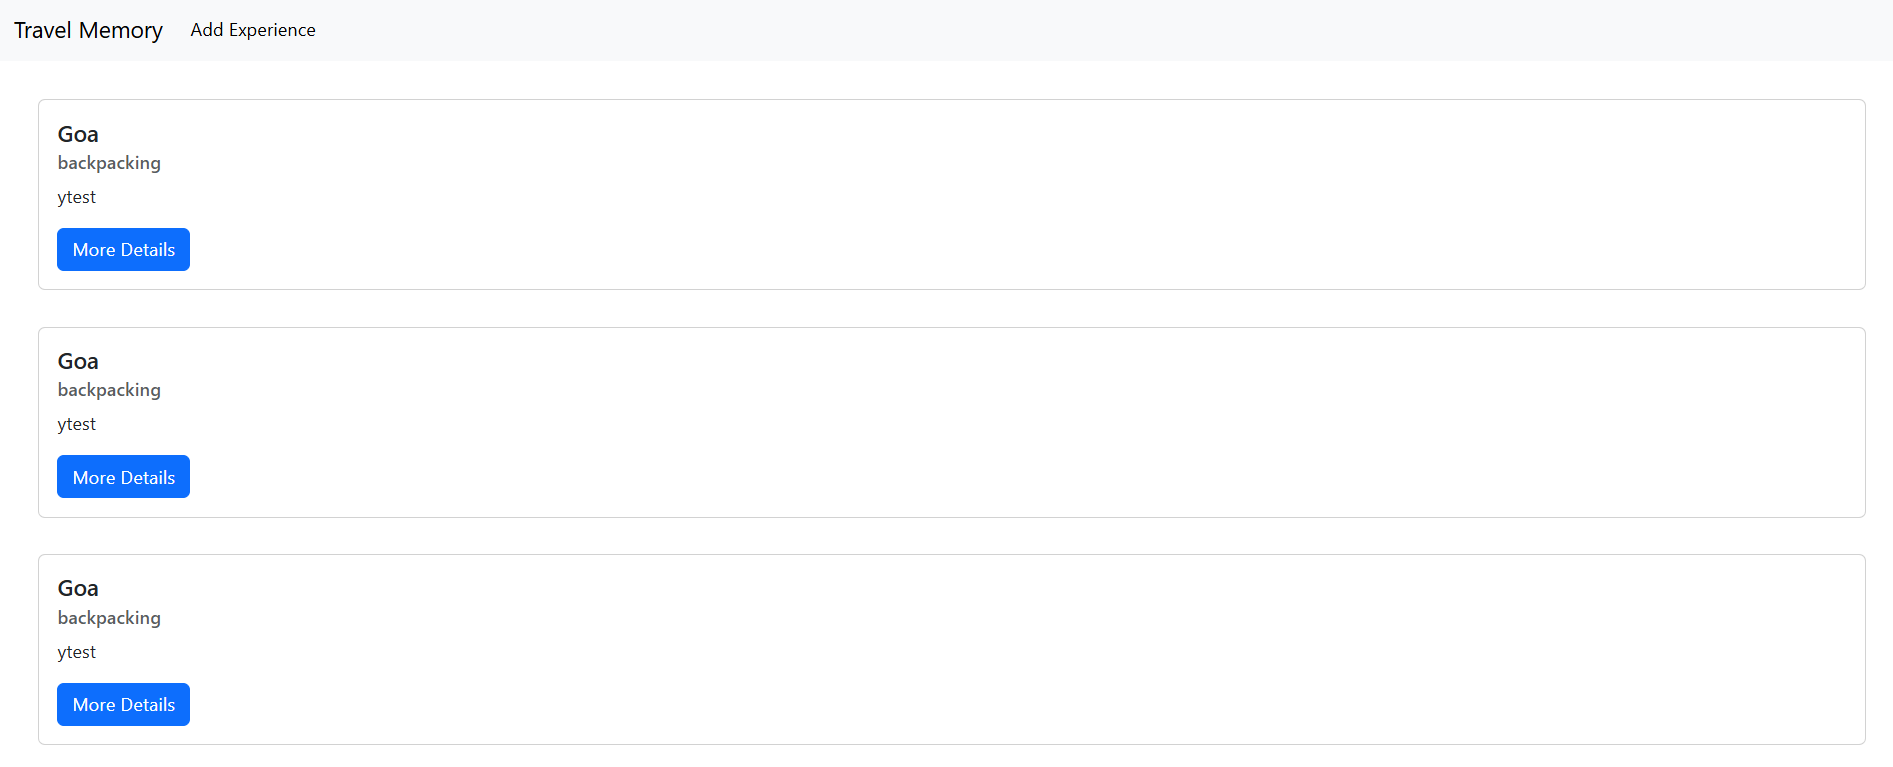 Travel Memory Add Experience
Goa
backpacking
ytest
More Details
Goa
backpacking
ytest
More Details
Goa
backpacking
ytest
More Details